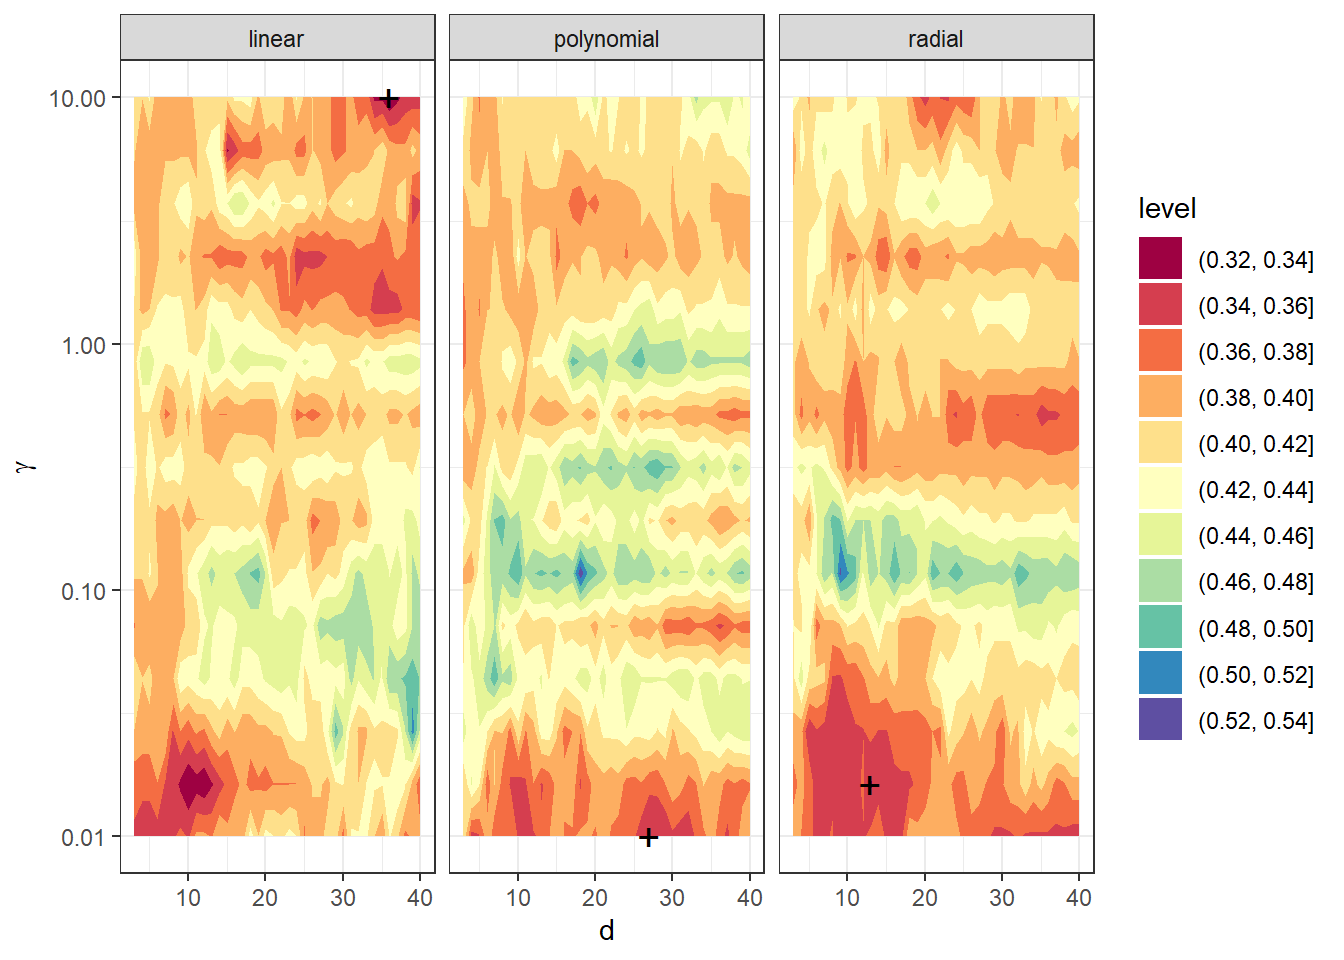 linear
polynomial
radial
10.00
1.00
0.10
0.01
γ
10 20 30 40
10 20 30 40
10 20 30 40
d
level
(0.32, 0.34]
(0.34, 0.36]
(0.36, 0.38]
(0.38, 0.40]
(0.40, 0.42]
(0.42, 0.44]
(0.44, 0.46]
(0.46, 0.48]
(0.48, 0.50]
(0.50, 0.52]
(0.52, 0.54]